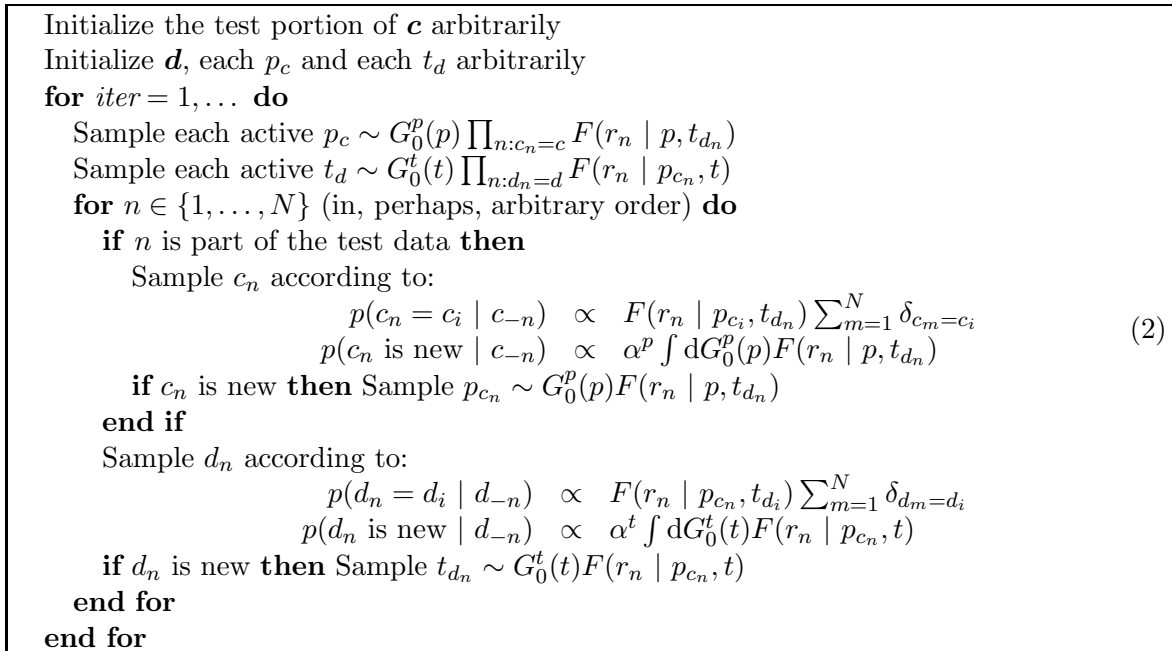 Initialize the test portion of c arbitrarily
Initialize d, each p_c and each t_d arbitrarily
for iter = 1, … do
Sample each active p_c ∼ G_0^p(p) ∏_{n:c_n=c} F(r_n | p, t_{d_n})
Sample each active t_d ∼ G_0^t(t) ∏_{n:d_n=d} F(r_n | p_{c_n}, t)
for n ∈ {1, …, N} (in, perhaps, arbitrary order) do
if n is part of the test data then
Sample c_n according to:
p(c_n = c_i | c_{−n}) ∝ F(r_n | p_{c_i}, t_{d_n}) ∑_{m=1}^N δ_{c_m=c_i}
p(c_n is new | c_{−n}) ∝ α^p ∫ dG_0^p(p)F(r_n | p, t_{d_n})
(2)
if c_n is new then Sample p_{c_n} ∼ G_0^p(p)F(r_n | p, t_{d_n})
end if
Sample d_n according to:
p(d_n = d_i | d_{−n}) ∝ F(r_n | p_{c_n}, t_{d_i}) ∑_{m=1}^N δ_{d_m=d_i}
p(d_n is new | d_{−n}) ∝ α^t ∫ dG_0^t(t)F(r_n | p_{c_n}, t)
if d_n is new then Sample t_{d_n} ∼ G_0^t(t)F(r_n | p_{c_n}, t)
end for
end for